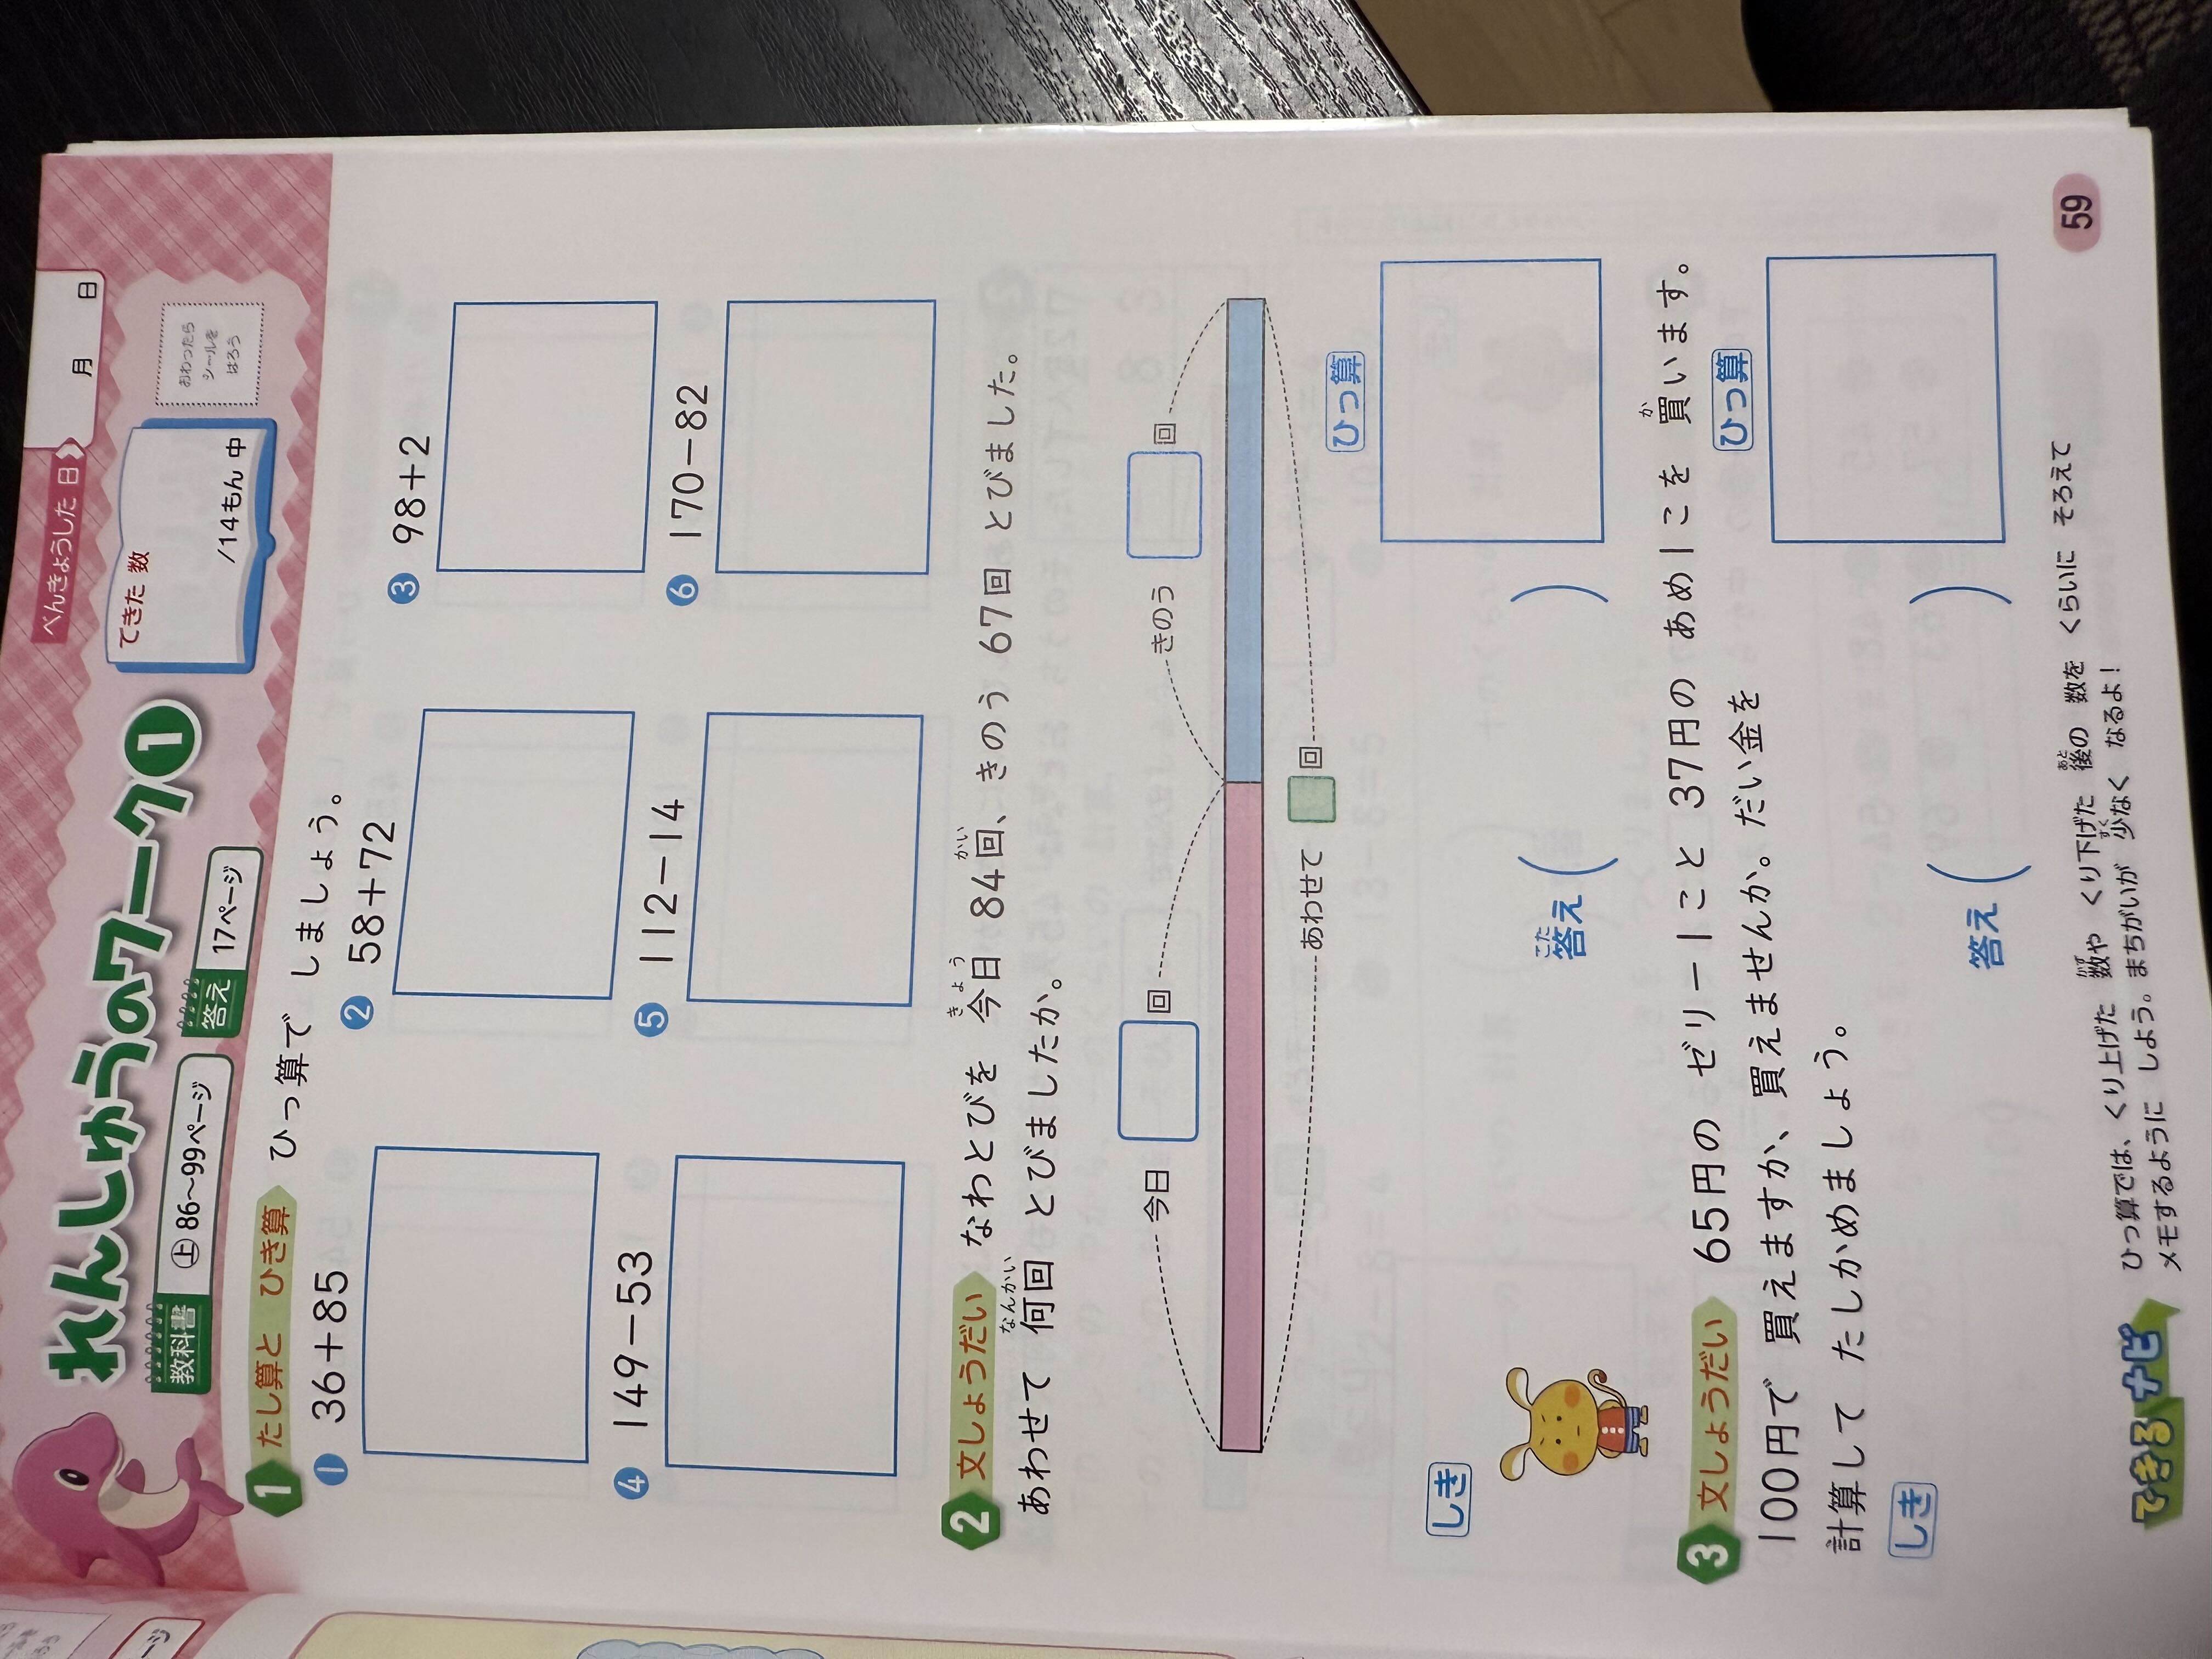 べんきょうした 日
月 日
れんしゅうのワーク①
できた 数
/14もん 中
おわったら
シールを
はろう
教科書 ㊤86〜99ページ
答え 17ページ
1 たし算と ひき算 ひっ算で しましょう。
① 36+85
② 58+72
③ 98+2
④ 149−53
⑤ 112−14
⑥ 170−82
2 文しょうだい なわとびを 今日 84回、きのう 67回 とびました。
あわせて 何回 とびましたか。
今日 回 きのう 回
あわせて 回
しき
ひっ算
答え ( )
3 文しょうだい 65円の ゼリー 1こと 37円の あめ 1こを 買います。
100円で 買えますか、買えませんか。だい金を
計算して たしかめましょう。
しき
ひっ算
答え ( )
できるナビ
ひっ算では、くり上げた 数や くり下げた 後の 数を くらいに そろえて
メモするように しよう。まちがいが 少なく なるよ!
59